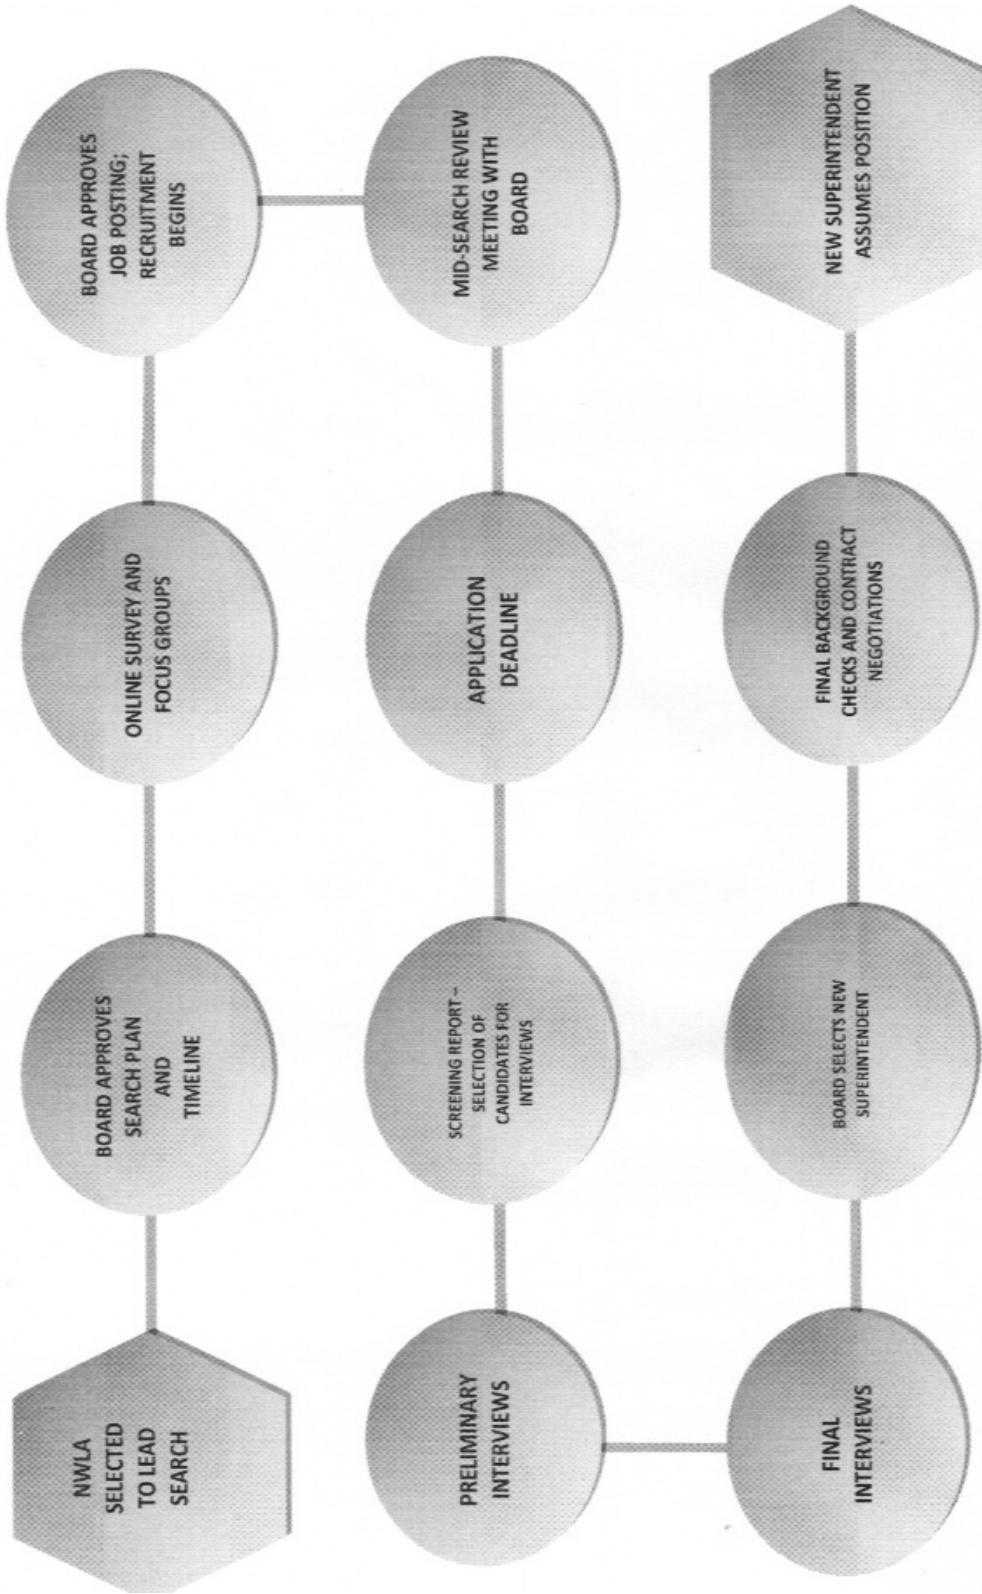 NWLA
SELECTED
TO LEAD
SEARCH
BOARD APPROVES
SEARCH PLAN
AND
TIMELINE
ONLINE SURVEY AND
FOCUS GROUPS
BOARD APPROVES
JOB POSTING;
RECRUITMENT
BEGINS
MID-SEARCH REVIEW
MEETING WITH
BOARD
APPLICATION
DEADLINE
SCREENING REPORT –
SELECTION OF
CANDIDATES FOR
INTERVIEWS
PRELIMINARY
INTERVIEWS
FINAL
INTERVIEWS
BOARD SELECTS NEW
SUPERINTENDENT
FINAL BACKGROUND
CHECKS AND CONTRACT
NEGOTIATIONS
NEW SUPERINTENDENT
ASSUMES POSITION